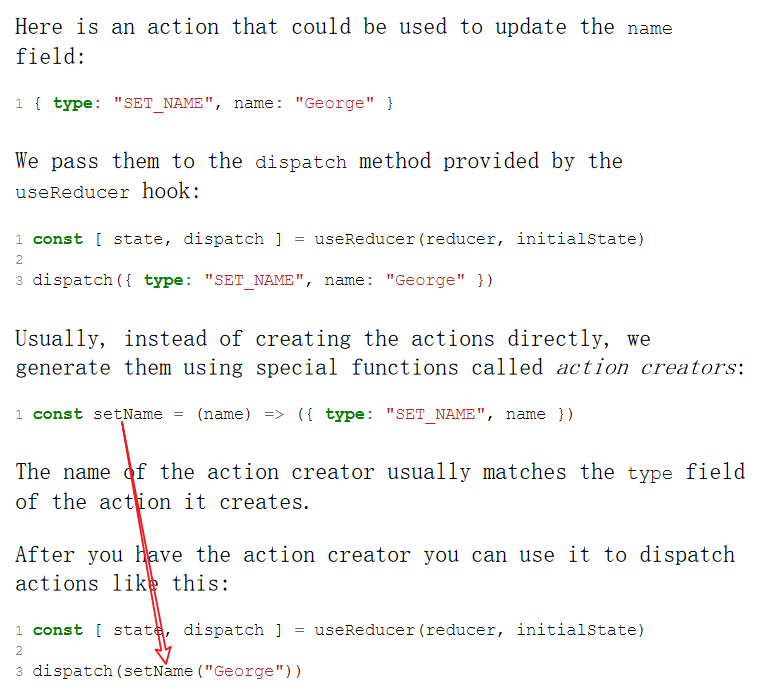 Here is an action that could be used to update the name
field:
1 { type: "SET_NAME", name: "George" }
We pass them to the dispatch method provided by the
useReducer hook:
1 const [ state, dispatch ] = useReducer(reducer, initialState)
2
3 dispatch({ type: "SET_NAME", name: "George" })
Usually, instead of creating the actions directly, we
generate them using special functions called action creators:
1 const setName = (name) => ({ type: "SET_NAME", name })
The name of the action creator usually matches the type field
of the action it creates.
After you have the action creator you can use it to dispatch
actions like this:
1 const [ state, dispatch ] = useReducer(reducer, initialState)
2
3 dispatch(setName("George"))